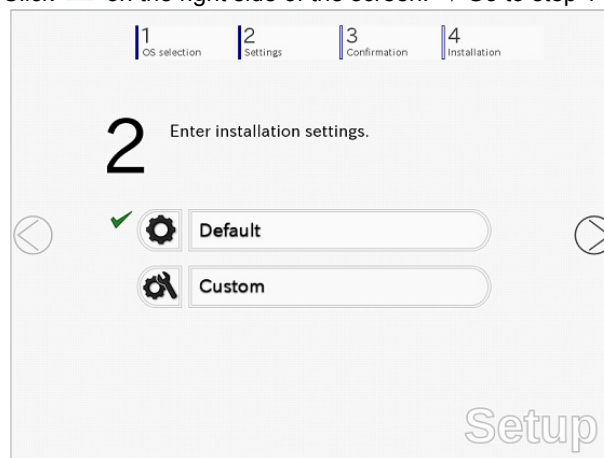 Click on the right side of the screen. Go to step
1 2 3 4
OS selection Settings Confirmation Installation
2 Enter installation settings.
Default
Custom
Setup